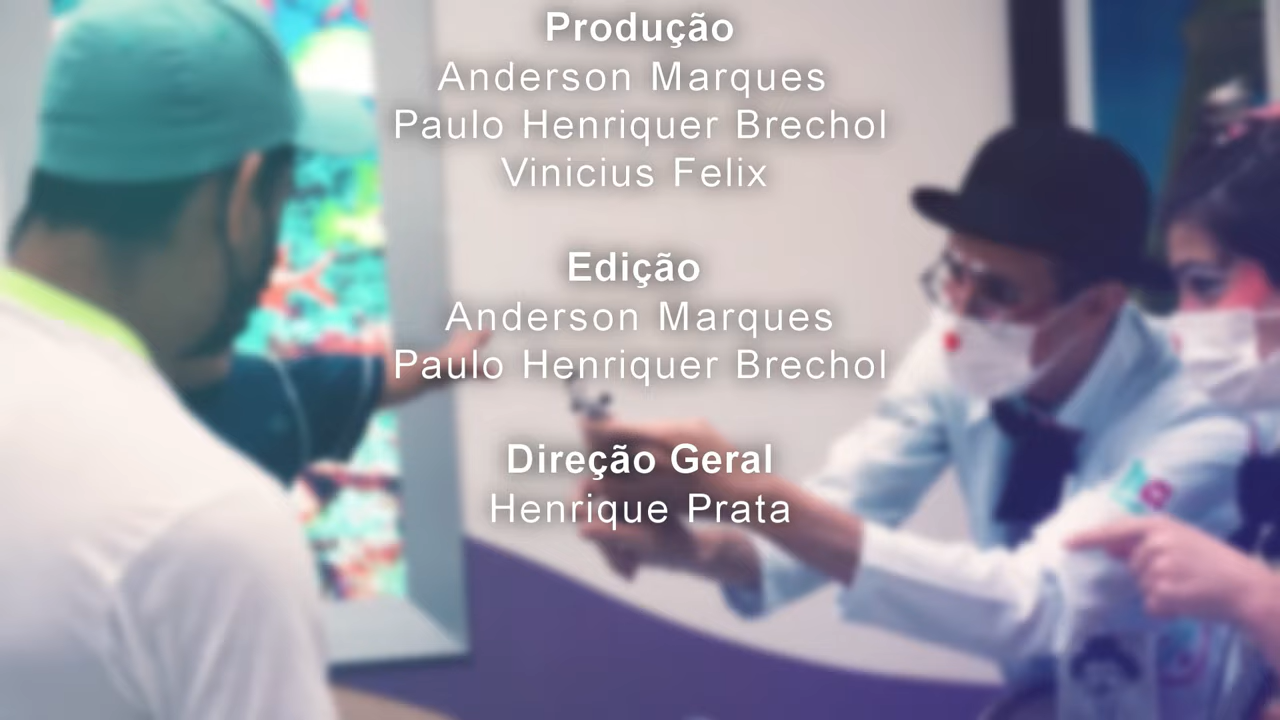 Produção
Anderson Marques
Paulo Henriquer Brechol
Vinicius Felix
Edição
Anderson Marques
Paulo Henriquer Brechol
Direção Geral
Henrique Prata